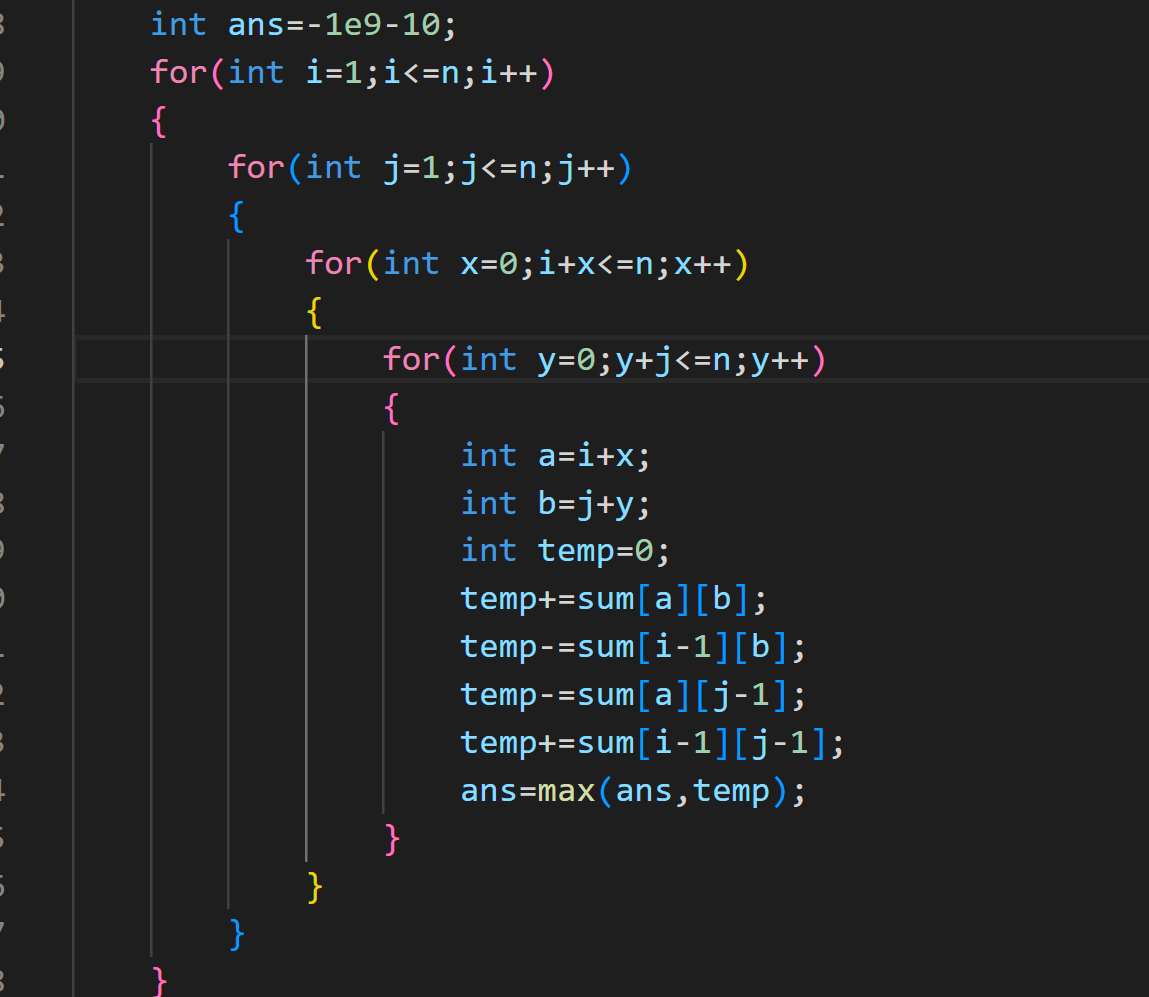 int ans=-1e9-10;
for(int i=1;i<=n;i++)
{
for(int j=1;j<=n;j++)
{
for(int x=0;i+x<=n;x++)
{
for(int y=0;y+j<=n;y++)
{
int a=i+x;
int b=j+y;
int temp=0;
temp+=sum[a][b];
temp-=sum[i-1][b];
temp-=sum[a][j-1];
temp+=sum[i-1][j-1];
ans=max(ans,temp);
}
}
}
}